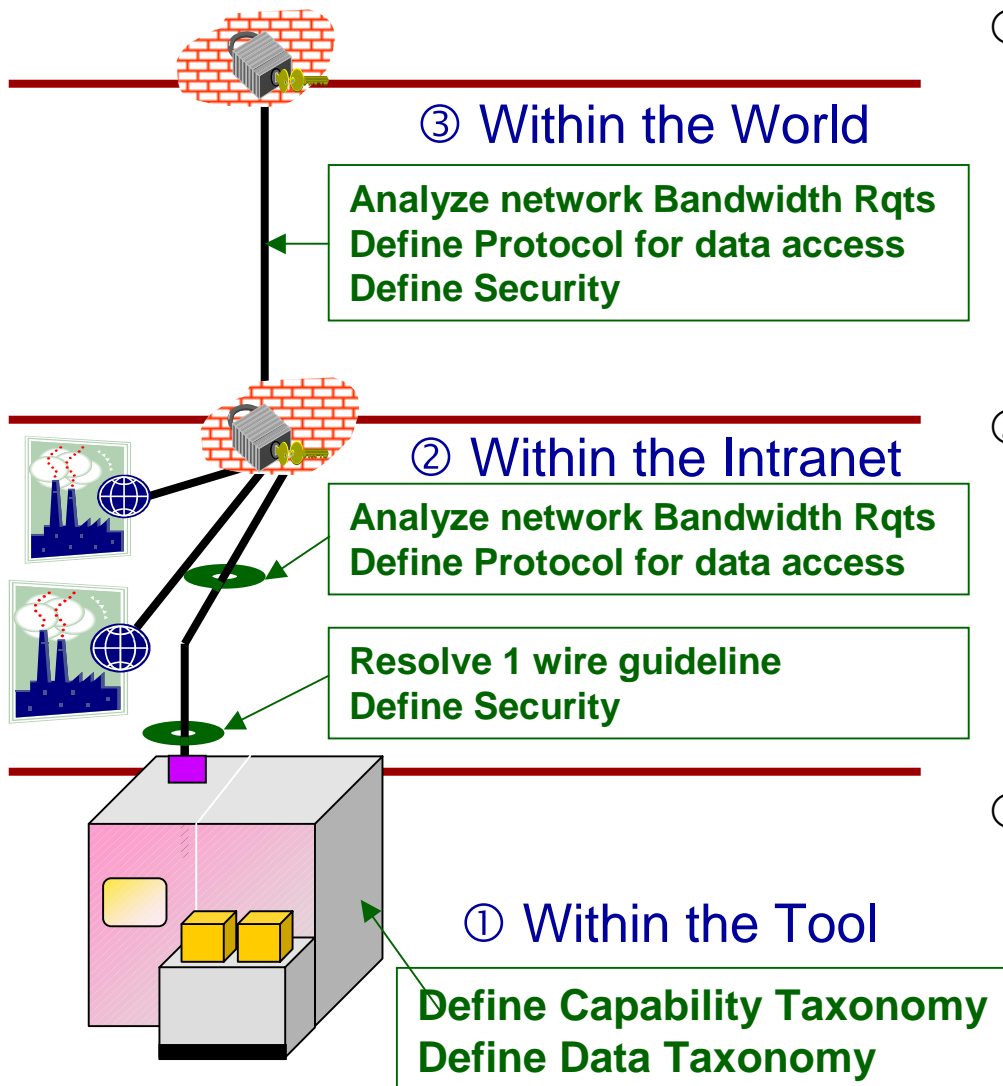 ③ Within the World
Analyze network Bandwidth Rqts
Define Protocol for data access
Define Security
② Within the Intranet
Analyze network Bandwidth Rqts
Define Protocol for data access
Resolve 1 wire guideline
Define Security
① Within the Tool
Define Capability Taxonomy
Define Data Taxonomy